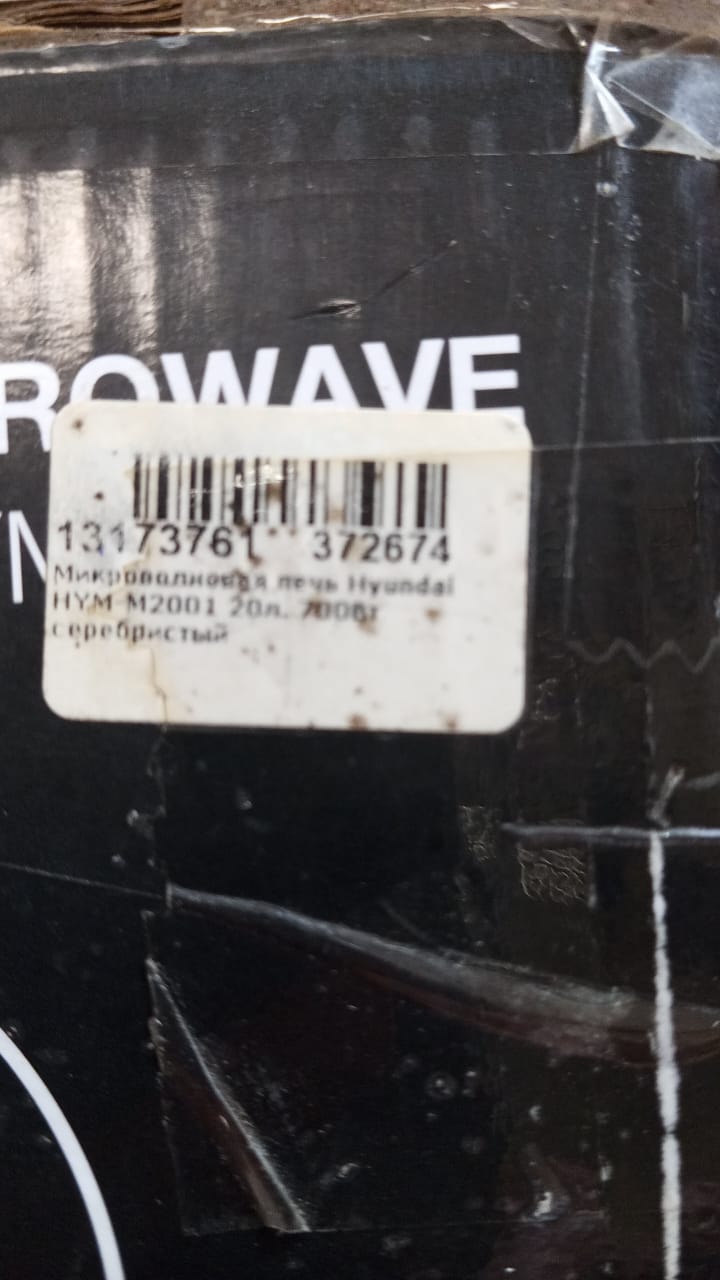 ROWAVE
13173761 372674
Микроволновая печь Hyundai
HYM-M2001 20л. 700Вт
серебристый